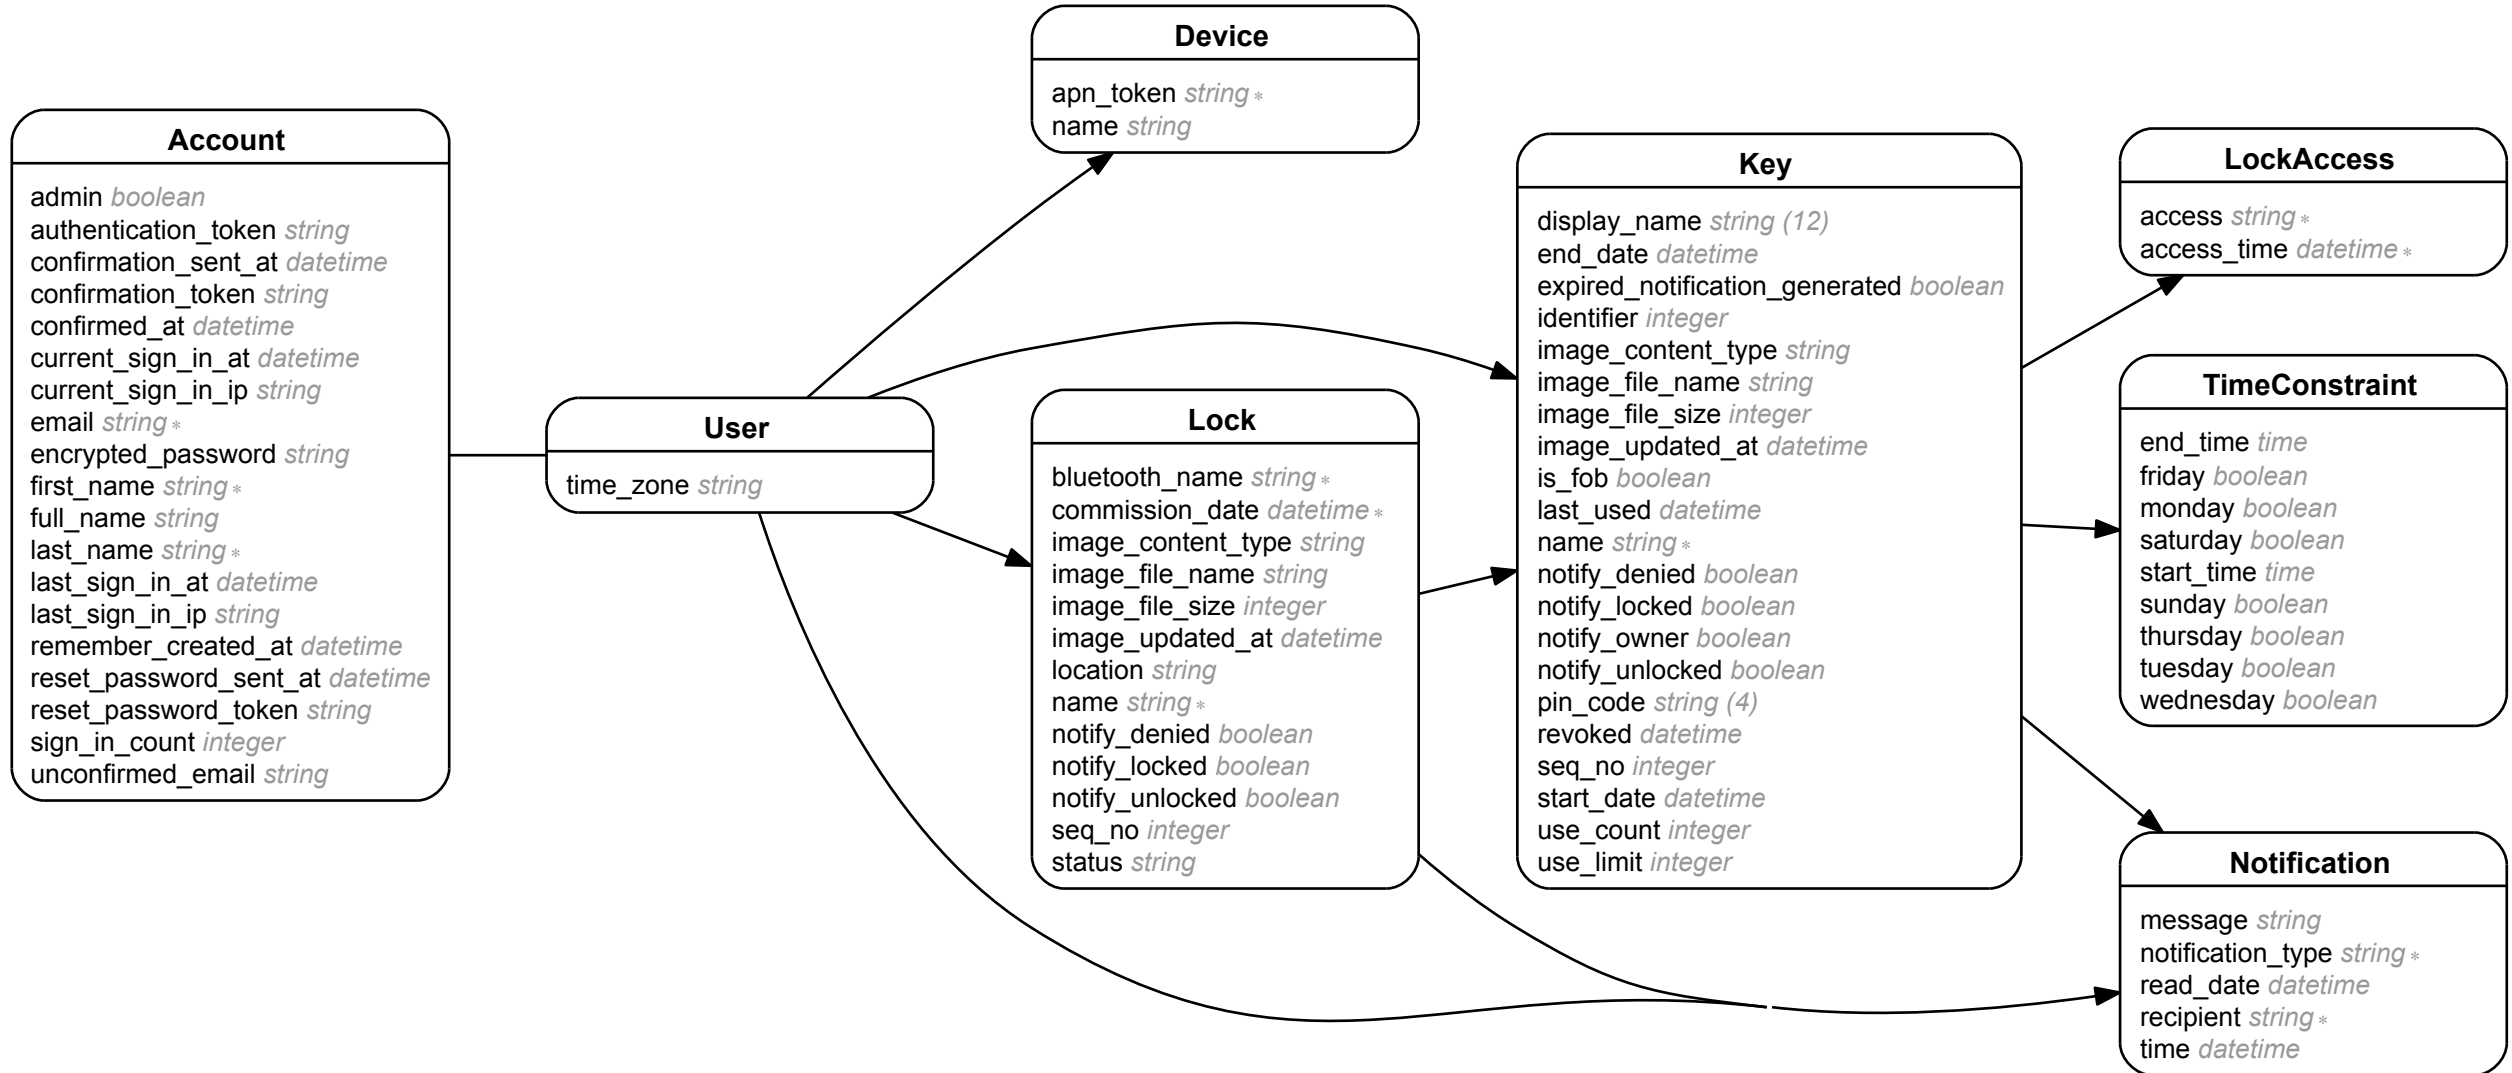 Account
admin boolean
authentication_token string
confirmation_sent_at datetime
confirmation_token string
confirmed_at datetime
current_sign_in_at datetime
current_sign_in_ip string
email string *
encrypted_password string
first_name string *
full_name string
last_name string *
last_sign_in_at datetime
last_sign_in_ip string
remember_created_at datetime
reset_password_sent_at datetime
reset_password_token string
sign_in_count integer
unconfirmed_email string
User
time_zone string
Device
apn_token string *
name string
Lock
bluetooth_name string *
commission_date datetime *
image_content_type string
image_file_name string
image_file_size integer
image_updated_at datetime
location string
name string *
notify_denied boolean
notify_locked boolean
notify_unlocked boolean
seq_no integer
status string
Key
display_name string (12)
end_date datetime
expired_notification_generated boolean
identifier integer
image_content_type string
image_file_name string
image_file_size integer
image_updated_at datetime
is_fob boolean
last_used datetime
name string *
notify_denied boolean
notify_locked boolean
notify_owner boolean
notify_unlocked boolean
pin_code string (4)
revoked datetime
seq_no integer
start_date datetime
use_count integer
use_limit integer
LockAccess
access string *
access_time datetime *
TimeConstraint
end_time time
friday boolean
monday boolean
saturday boolean
start_time time
sunday boolean
thursday boolean
tuesday boolean
wednesday boolean
Notification
message string
notification_type string *
read_date datetime
recipient string *
time datetime